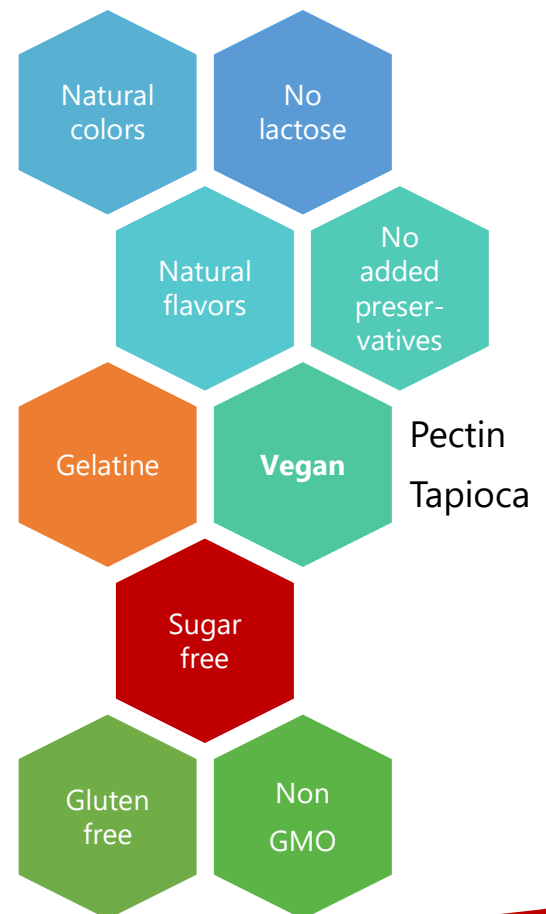 Natural
colors
No
lactose
Natural
flavors
No
added
preser-
vatives
Gelatine
Vegan
Pectin
Tapioca
Sugar
free
Gluten
free
Non
GMO